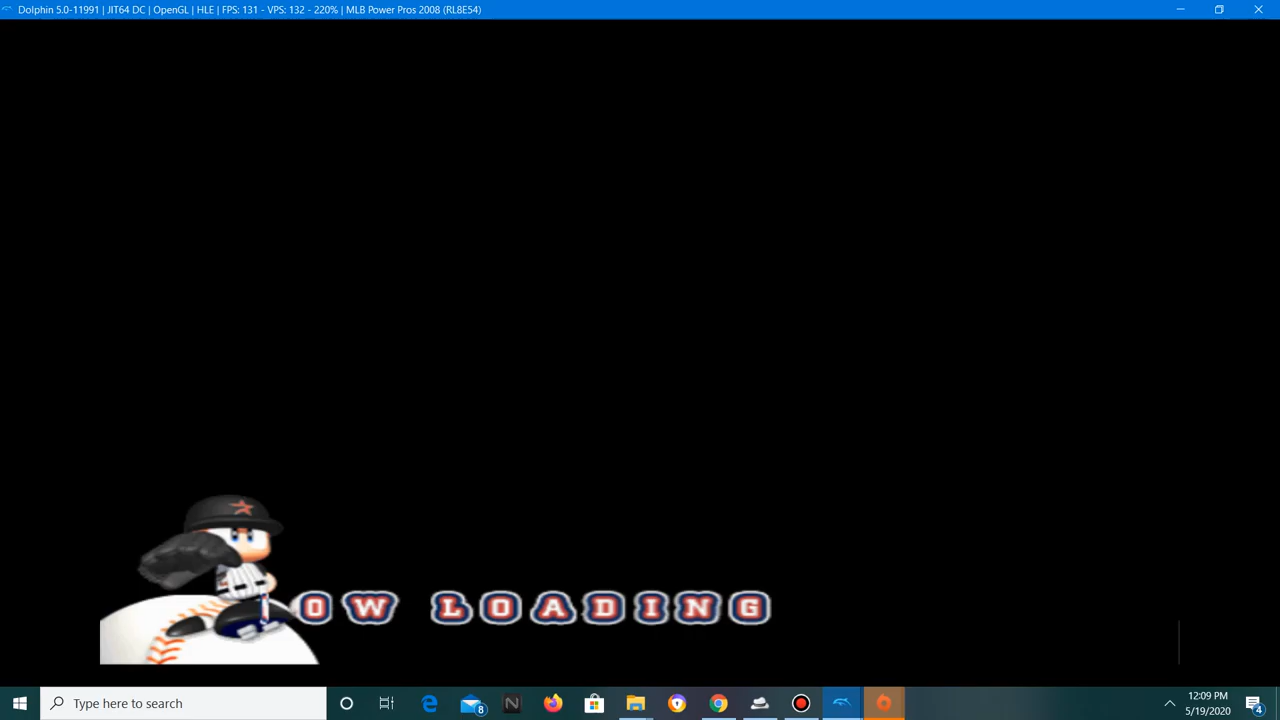 Dolphin 5.0-11991 | JIT64 DC | OpenGL | HLE | FPS: 131 - VPS: 132 - 220% | MLB Power Pros 2008 (RL8E54)
OW LOADING
Type here to search
8
N
12:09 PM
5/19/2020
4